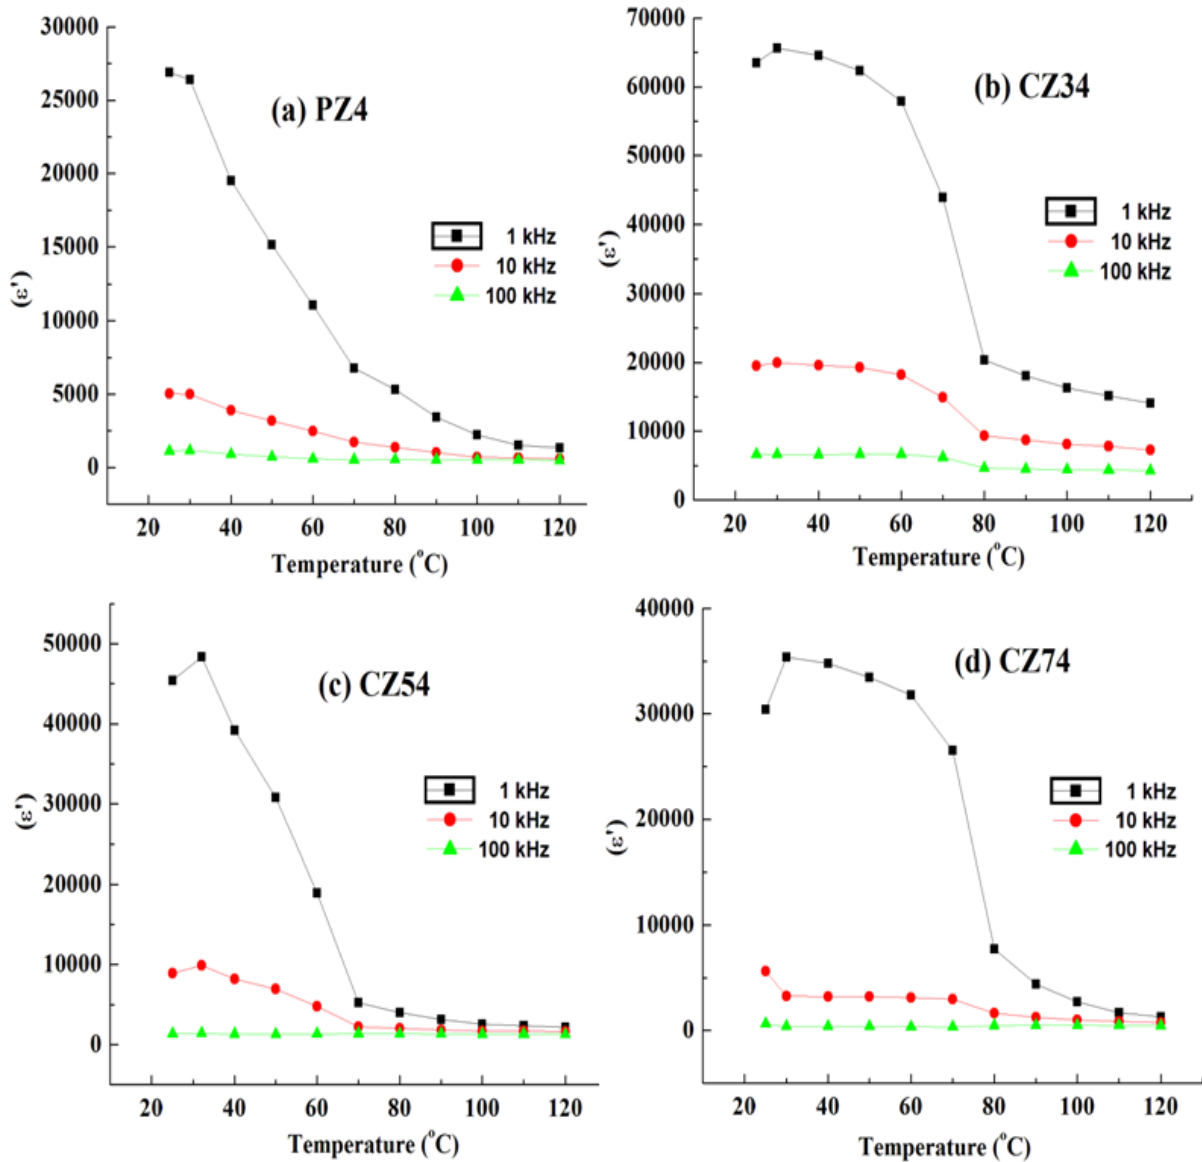 30000
25000
20000
15000
10000
5000
0
(ε')
(a) PZ4
1 kHz
10 kHz
100 kHz
20 40 60 80 100 120
Temperature (°C)
70000
60000
50000
40000
30000
20000
10000
0
(ε')
(b) CZ34
1 kHz
10 kHz
100 kHz
20 40 60 80 100 120
Temperature (°C)
50000
40000
30000
20000
10000
0
(ε')
(c) CZ54
1 kHz
10 kHz
100 kHz
20 40 60 80 100 120
Temperature (°C)
40000
30000
20000
10000
0
(ε')
(d) CZ74
1 kHz
10 kHz
100 kHz
20 40 60 80 100 120
Temperature (°C)